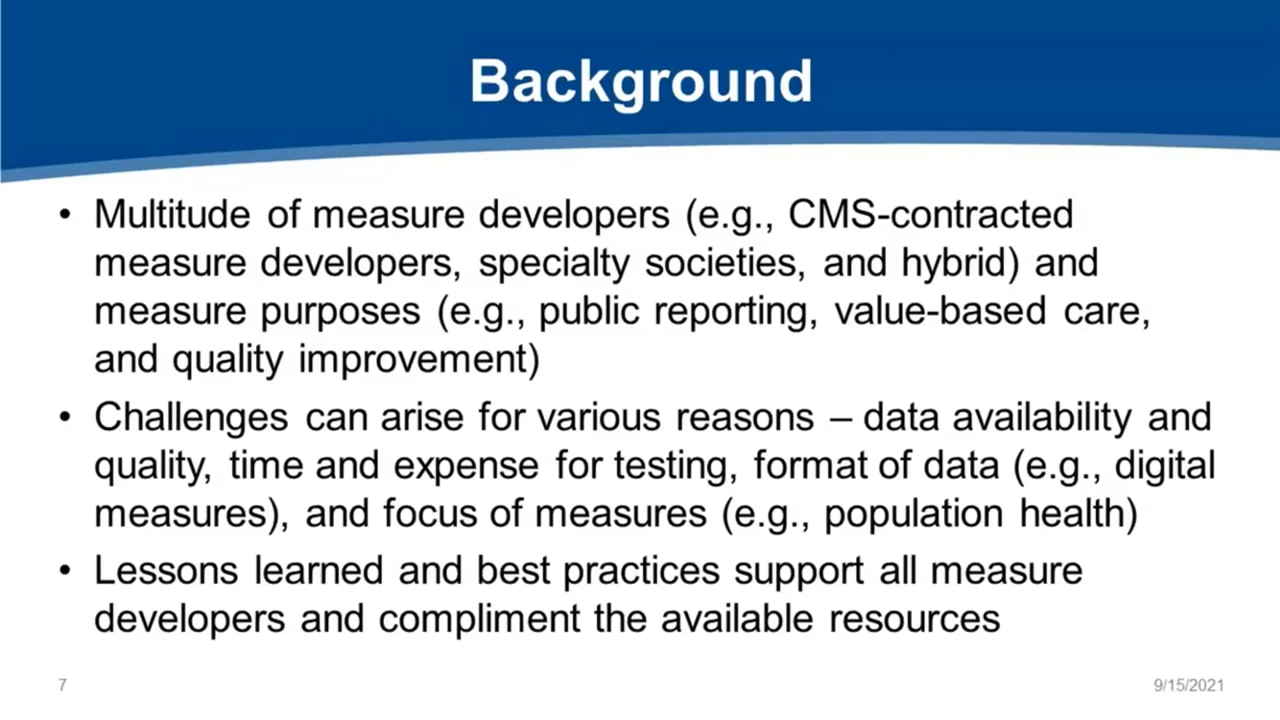 Background
• Multitude of measure developers (e.g., CMS-contracted
measure developers, specialty societies, and hybrid) and
measure purposes (e.g., public reporting, value-based care,
and quality improvement)
• Challenges can arise for various reasons – data availability and
quality, time and expense for testing, format of data (e.g., digital
measures), and focus of measures (e.g., population health)
• Lessons learned and best practices support all measure
developers and compliment the available resources
7
9/15/2021